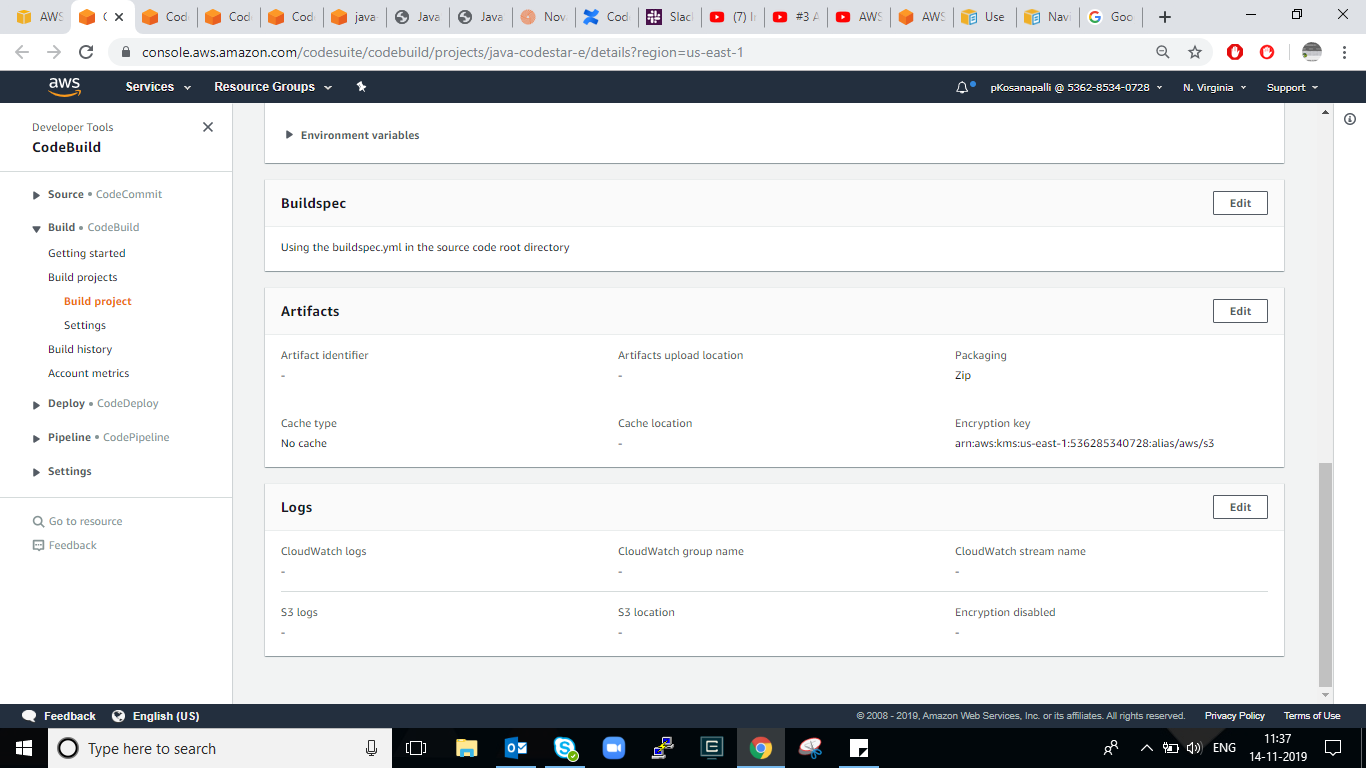 AWS
C
Cod
Cod
Cod
java
Java
Java
Nov
Cod
Slac
(7) I
#3 A
AWS
AWS
Use
Navi
Goo
console.aws.amazon.com/codesuite/codebuild/projects/java-codestar-e/details?region=us-east-1
aws
Services
Resource Groups
pKosanapalli @ 5362-8534-0728
N. Virginia
Support
Developer Tools
CodeBuild
Source • CodeCommit
Build • CodeBuild
Getting started
Build projects
Build project
Settings
Build history
Account metrics
Deploy • CodeDeploy
Pipeline • CodePipeline
Settings
Go to resource
Feedback
Environment variables
Buildspec
Edit
Using the buildspec.yml in the source code root directory
Artifacts
Edit
Artifact identifier
-
Artifacts upload location
-
Packaging
Zip
Cache type
No cache
Cache location
-
Encryption key
arn:aws:kms:us-east-1:536285340728:alias/aws/s3
Logs
Edit
CloudWatch logs
-
CloudWatch group name
-
CloudWatch stream name
-
S3 logs
-
S3 location
-
Encryption disabled
-
Feedback
English (US)
© 2008 - 2019, Amazon Web Services, Inc. or its affiliates. All rights reserved.
Privacy Policy
Terms of Use
Type here to search
ENG
11:37
14-11-2019